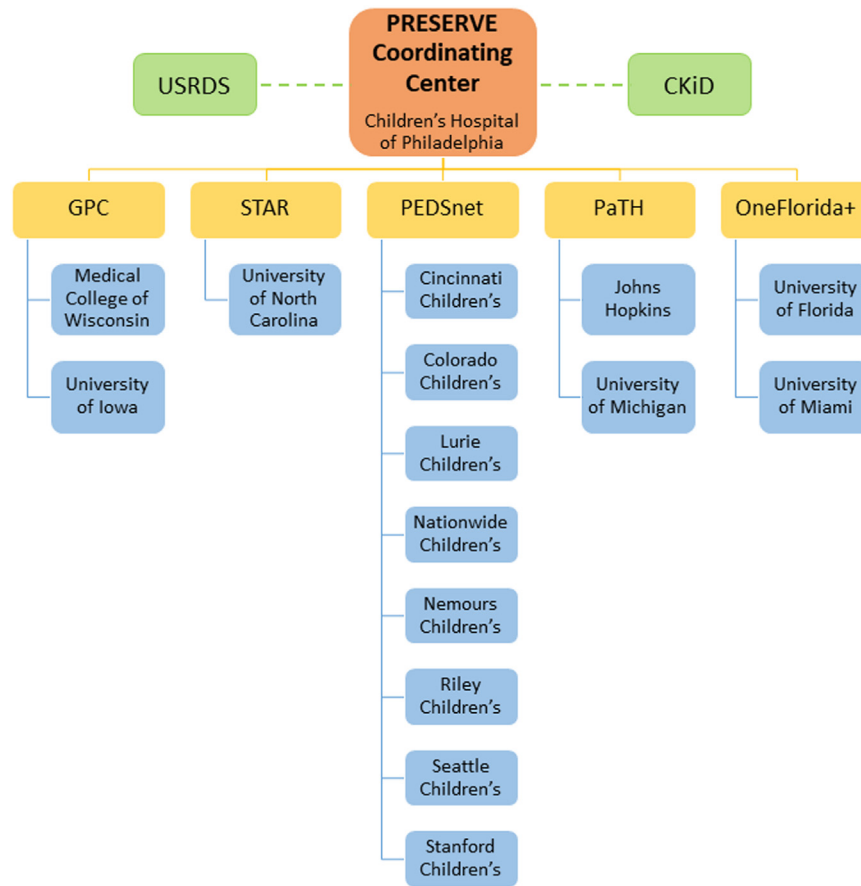 PRESERVE
Coordinating
Center
Children's Hospital
of Philadelphia
USRDS
CKiD
GPC
STAR
PEDSnet
PaTH
OneFlorida+
Medical
College of
Wisconsin
University
of Iowa
University
of North
Carolina
Cincinnati
Children's
Colorado
Children's
Lurie
Children's
Nationwide
Children's
Nemours
Children's
Riley
Children's
Seattle
Children's
Stanford
Children's
Johns
Hopkins
University
of Michigan
University
of Florida
University
of Miami